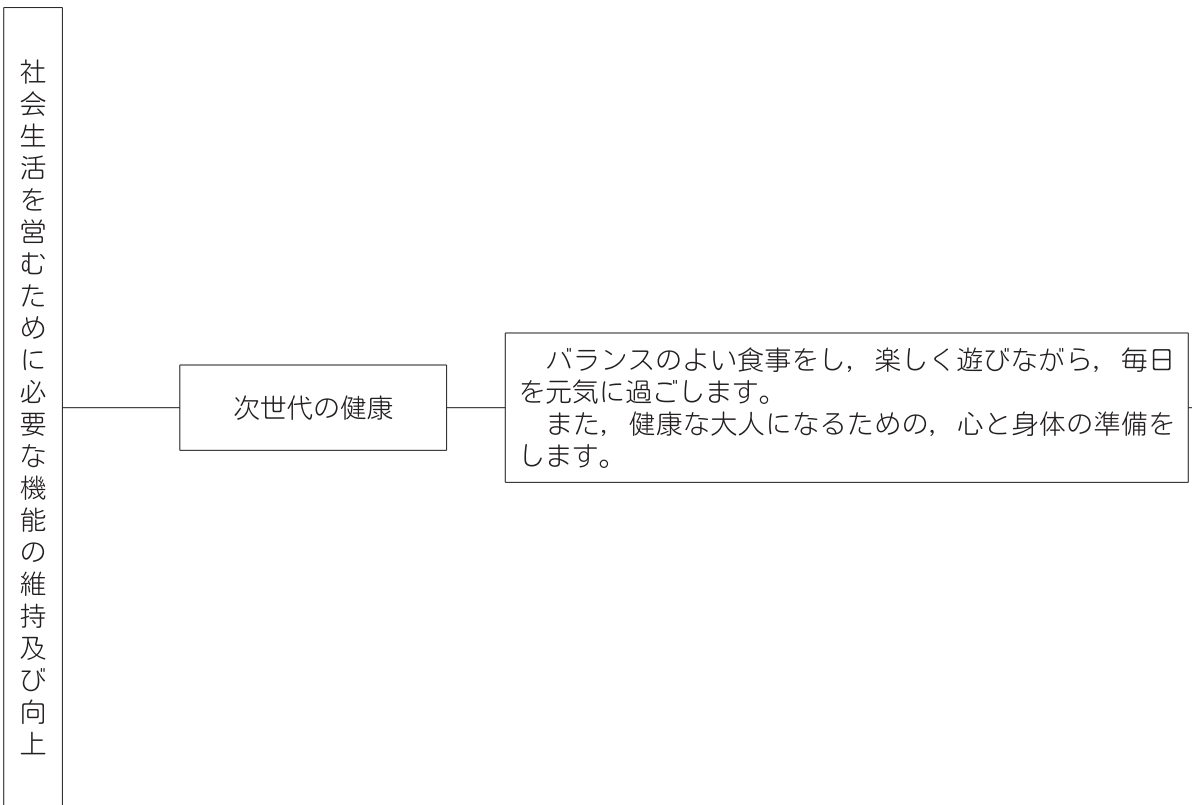 社会生活を営むために必要な機能の維持及び向上
次世代の健康
　バランスのよい食事をし，楽しく遊びながら，毎日
を元気に過ごします。
　また，健康な大人になるための，心と身体の準備を
します。